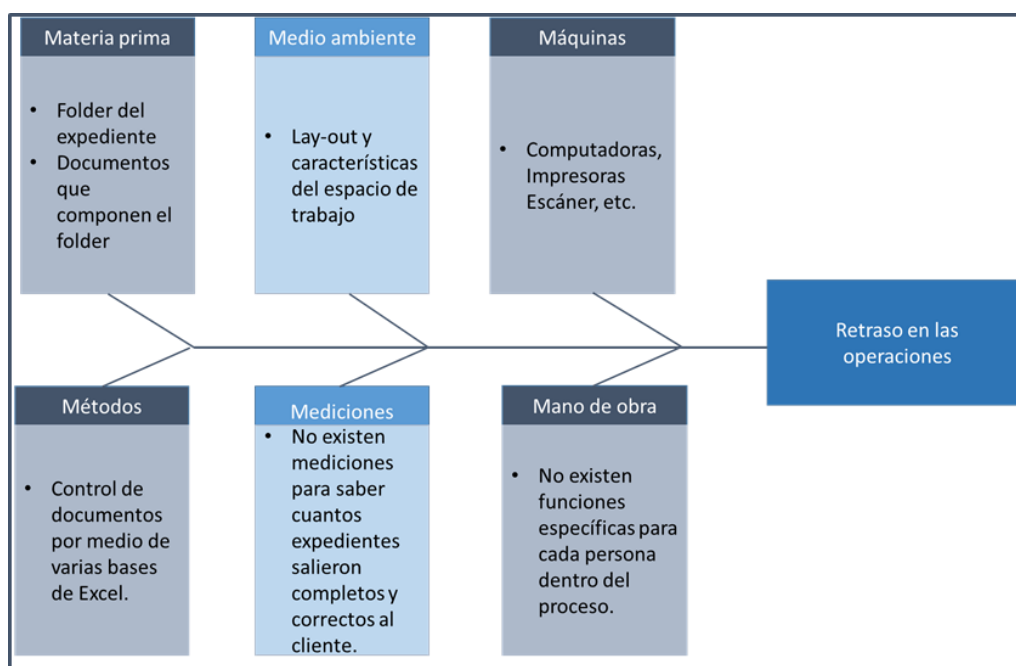 Materia prima
• Folder del
expediente
• Documentos
que
componen el
folder
Medio ambiente
• Lay-out y
características
del espacio de
trabajo
Máquinas
• Computadoras,
Impresoras
Escáner, etc.
Retraso en las
operaciones
Métodos
• Control de
documentos
por medio de
varias bases
de Excel.
Mediciones
• No existen
mediciones
para saber
cuantos
expedientes
salieron
completos y
correctos al
cliente.
Mano de obra
• No existen
funciones
específicas para
cada persona
dentro del
proceso.